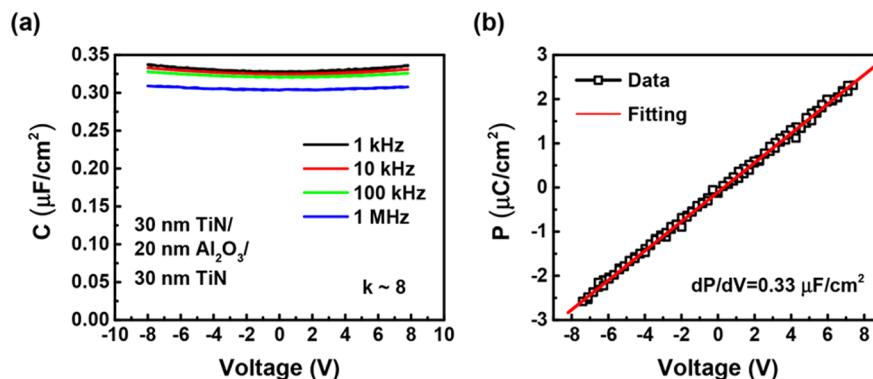 (a)
C (μF/cm²)
0.35
0.30
0.25
0.20
0.15
0.10
0.05
0.00
1 kHz
10 kHz
100 kHz
1 MHz
30 nm TiN/
20 nm Al₂O₃/
30 nm TiN
k ~ 8
-10 -8 -6 -4 -2 0 2 4 6 8 10
Voltage (V)
(b)
P (μC/cm²)
3
2
1
0
-1
-2
-3
Data
Fitting
dP/dV=0.33 μF/cm²
-8 -6 -4 -2 0 2 4 6 8
Voltage (V)